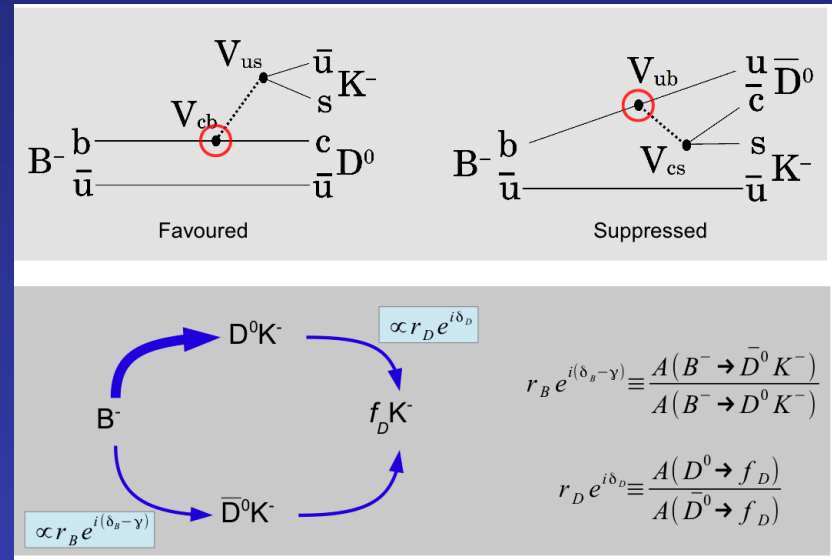 V_us
ū
K⁻
s
V_cb
B⁻
b
c
D⁰
ū
ū
Favoured
V_ub
u
D̅⁰
c̅
B⁻
b
s
K⁻
V_cs
ū
ū
Suppressed
D⁰K⁻
∝ r_D e^{iδ_D}
B⁻
f_D K⁻
D̅⁰K⁻
∝ r_B e^{i(δ_B−γ)}
r_B e^{i(δ_B−γ)} ≡ A(B⁻ → D̅⁰ K⁻) / A(B⁻ → D⁰ K⁻)
r_D e^{iδ_D} ≡ A(D⁰ → f_D) / A(D̅⁰ → f_D)